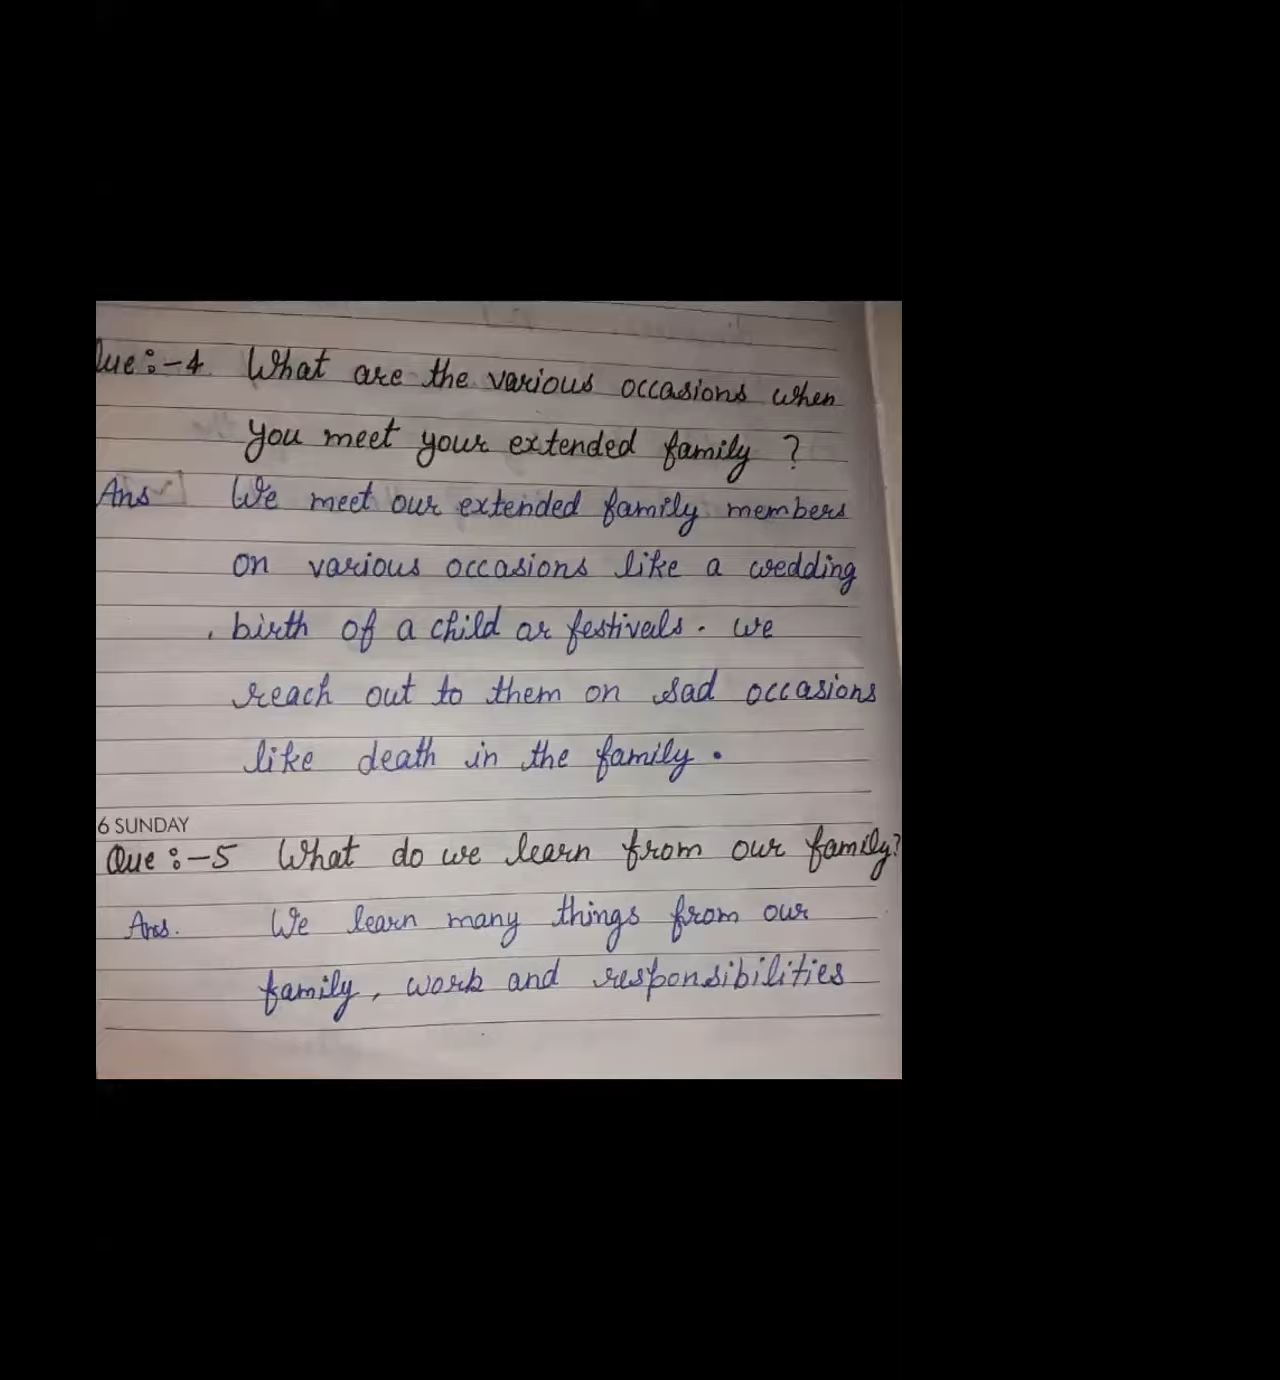 Que :- 4. What are the various occasions when
you meet your extended family ?
Ans We meet our extended family members
on various occasions like a wedding
, birth of a child or festivals. we
reach out to them on sad occasions
like death in the family.
6 SUNDAY
Que :- 5 What do we learn from our family?
Ans. We learn many things from our
family, work and responsibilities